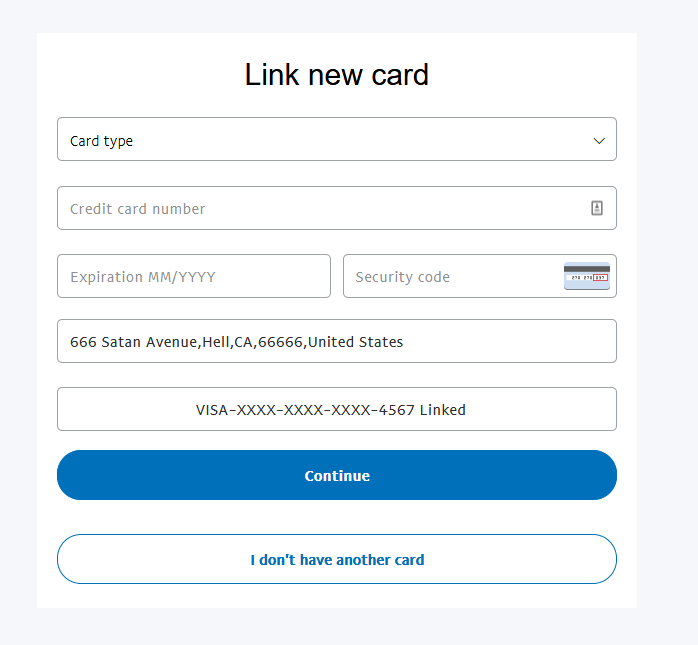 Link new card
Card type
Credit card number
Expiration MM/YYYY
Security code
666 Satan Avenue,Hell,CA,66666,United States
VISA-XXXX-XXXX-XXXX-4567 Linked
Continue
I don't have another card